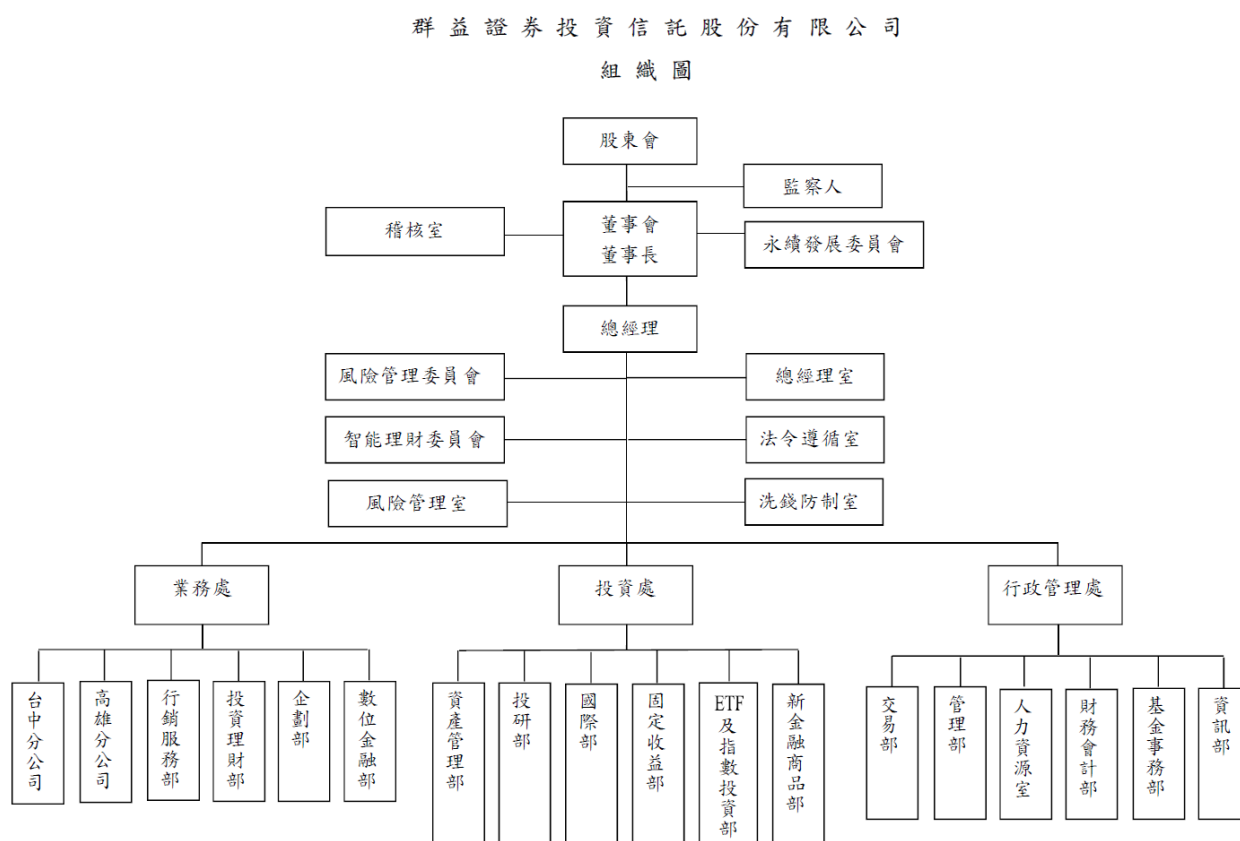 群益證券投資信託股份有限公司
組織圖
股東會
監察人
稽核室
董事會
董事長
永續發展委員會
總經理
風險管理委員會
總經理室
智能理財委員會
法令遵循室
風險管理室
洗錢防制室
業務處
投資處
行政管理處
台中分公司
高雄分公司
行銷服務部
投資理財部
企劃部
數位金融部
資產管理部
投研部
國際部
固定收益部
ETF及指數投資部
新金融商品部
交易部
管理部
人力資源室
財務會計部
基金事務部
資訊部